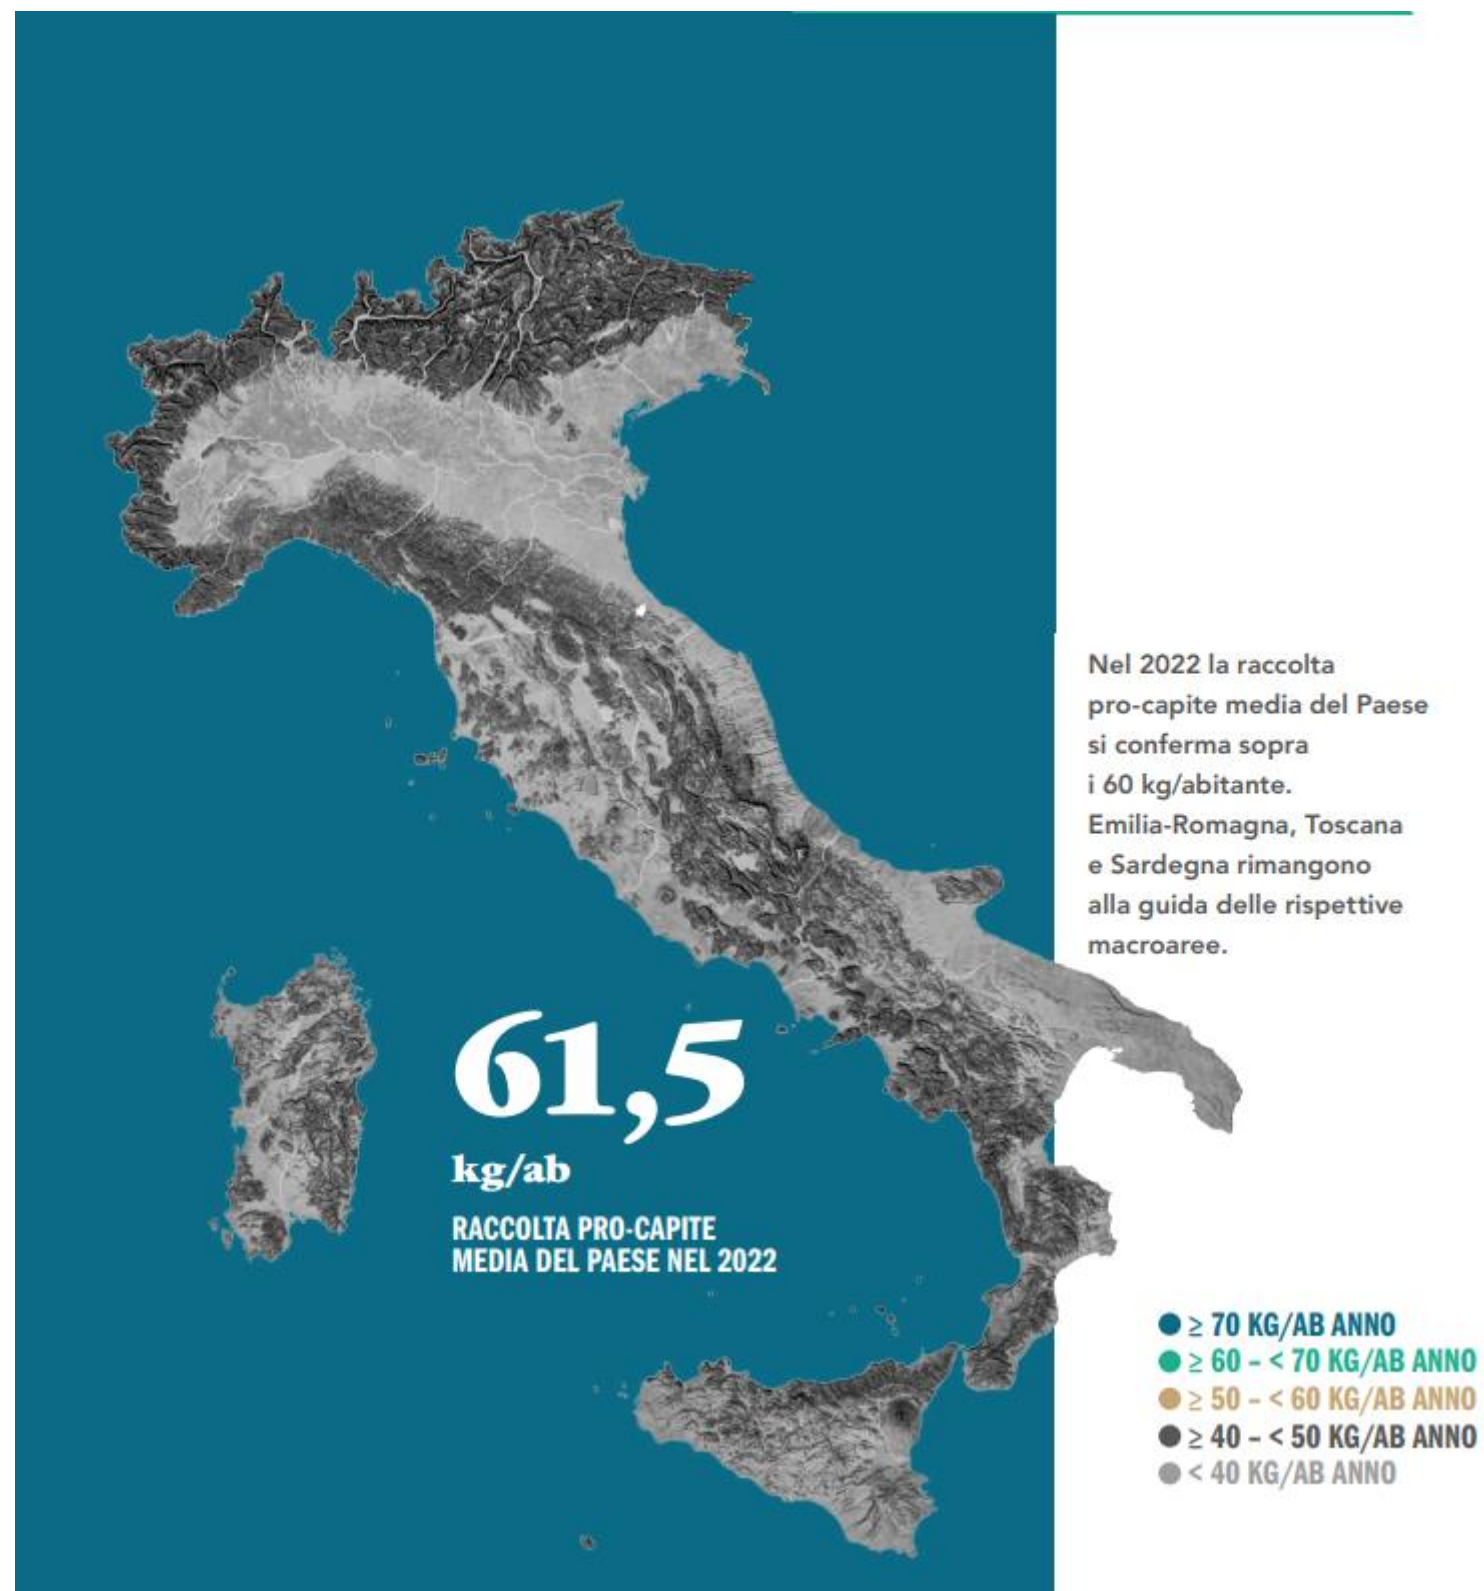 Nel 2022 la raccolta
pro-capite media del Paese
si conferma sopra
i 60 kg/abitante.
Emilia-Romagna, Toscana
e Sardegna rimangono
alla guida delle rispettive
macroaree.
61,5
kg/ab
RACCOLTA PRO-CAPITE
MEDIA DEL PAESE NEL 2022
≥ 70 KG/AB ANNO
≥ 60 – < 70 KG/AB ANNO
≥ 50 – < 60 KG/AB ANNO
≥ 40 – < 50 KG/AB ANNO
< 40 KG/AB ANNO